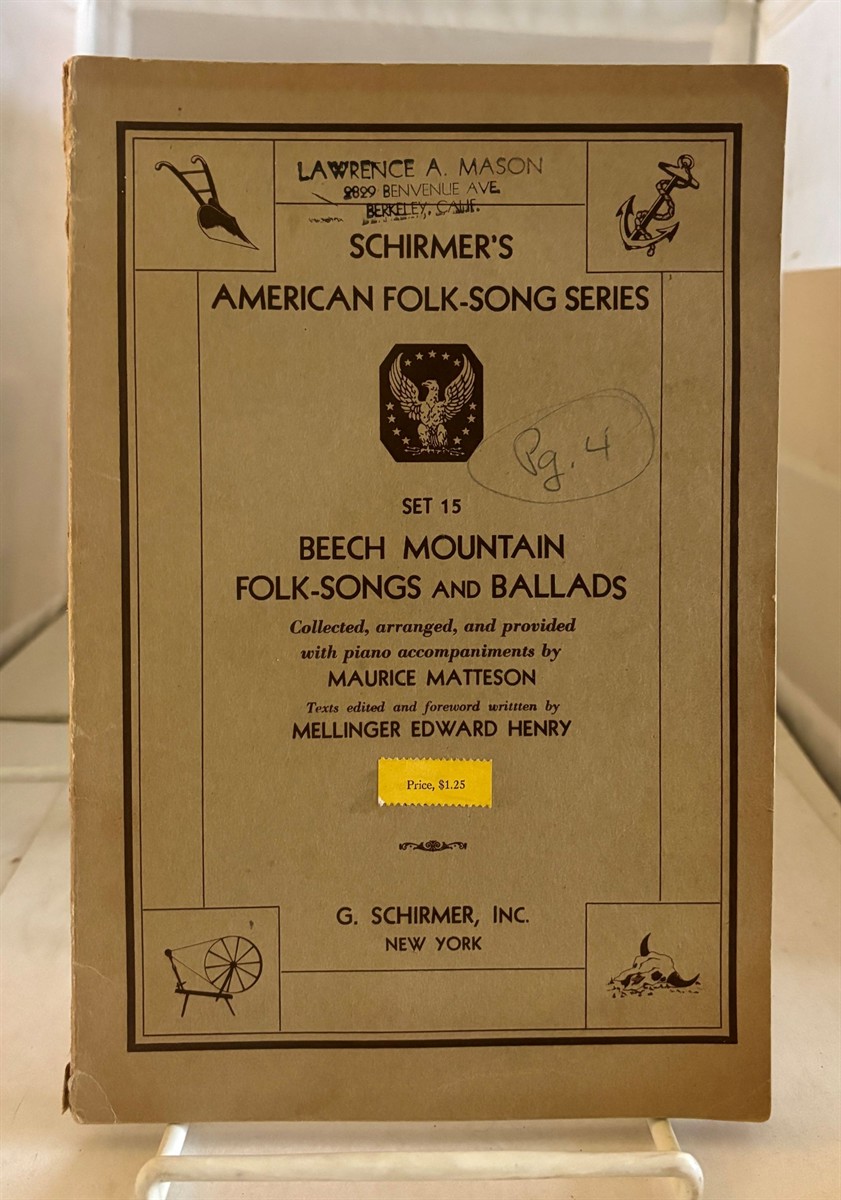 LAWRENCE A. MASON
2829 BENVENUE AVE.
BERKELEY, CALIF.
SCHIRMER'S
AMERICAN FOLK-SONG SERIES
Pg. 4
SET 15
BEECH MOUNTAIN
FOLK-SONGS AND BALLADS
Collected, arranged, and provided
with piano accompaniments by
MAURICE MATTESON
Texts edited and foreword writtten by
MELLINGER EDWARD HENRY
Price, $1.25
G. SCHIRMER, INC.
NEW YORK